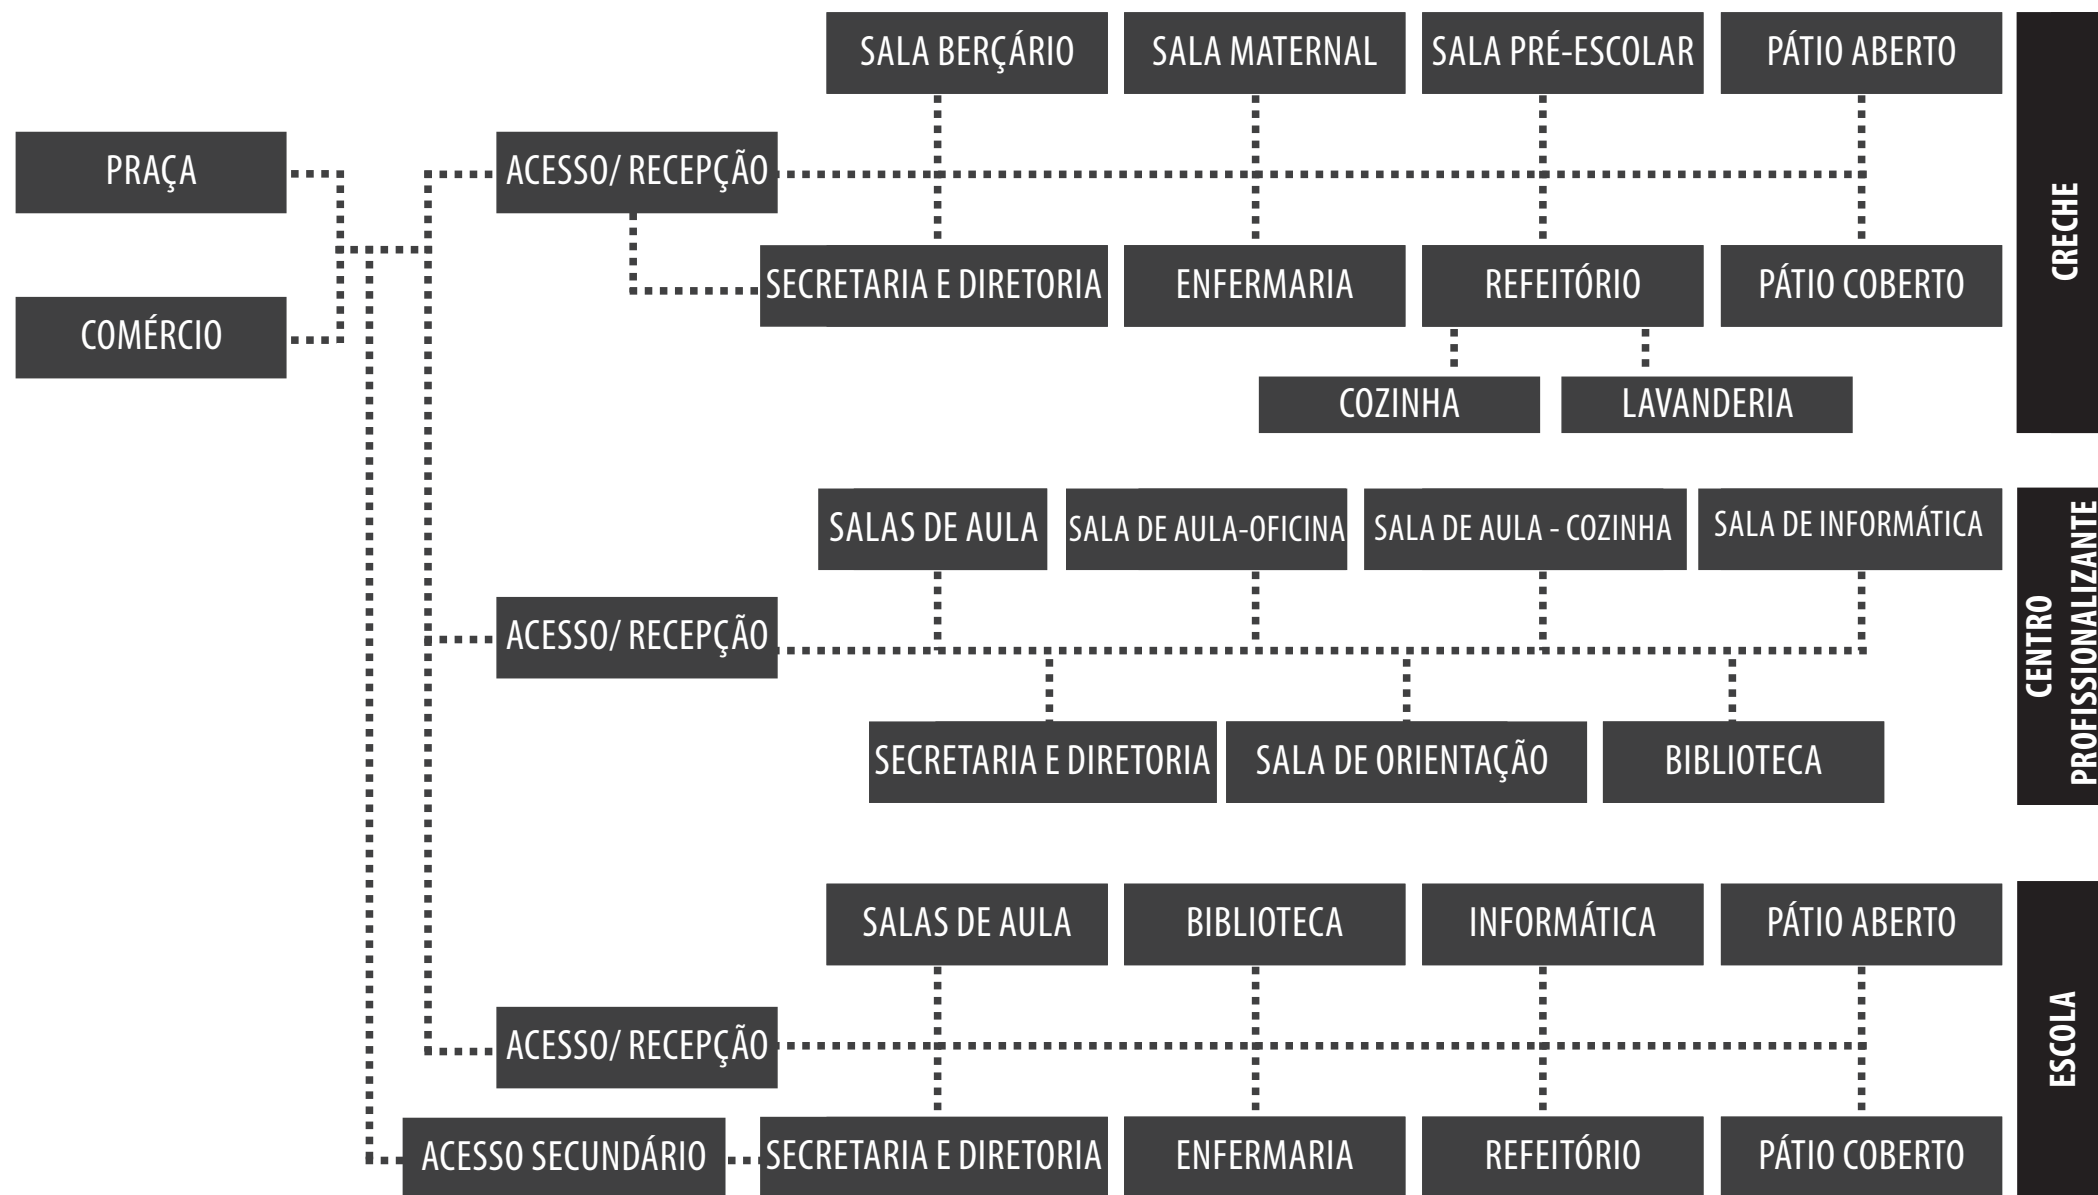 SALA BERÇÁRIO
SALA MATERNAL
SALA PRÉ-ESCOLAR
PÁTIO ABERTO
PRAÇA
ACESSO/ RECEPÇÃO
SECRETARIA E DIRETORIA
ENFERMARIA
REFEITÓRIO
PÁTIO COBERTO
COMÉRCIO
COZINHA
LAVANDERIA
CRECHE
SALAS DE AULA
SALA DE AULA-OFICINA
SALA DE AULA - COZINHA
SALA DE INFORMÁTICA
ACESSO/ RECEPÇÃO
SECRETARIA E DIRETORIA
SALA DE ORIENTAÇÃO
BIBLIOTECA
CENTRO
PROFISSIONALIZANTE
SALAS DE AULA
BIBLIOTECA
INFORMÁTICA
PÁTIO ABERTO
ACESSO/ RECEPÇÃO
ACESSO SECUNDÁRIO
SECRETARIA E DIRETORIA
ENFERMARIA
REFEITÓRIO
PÁTIO COBERTO
ESCOLA